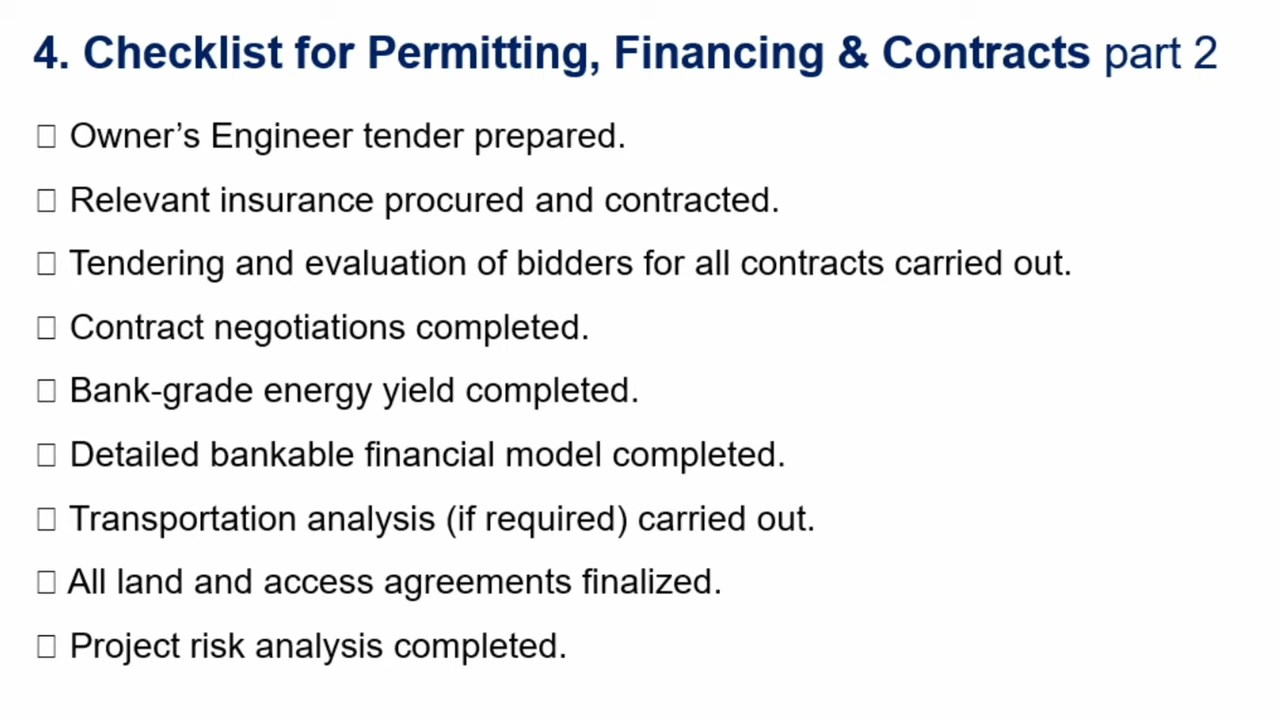 4. Checklist for Permitting, Financing & Contracts part 2
☐ Owner’s Engineer tender prepared.
☐ Relevant insurance procured and contracted.
☐ Tendering and evaluation of bidders for all contracts carried out.
☐ Contract negotiations completed.
☐ Bank-grade energy yield completed.
☐ Detailed bankable financial model completed.
☐ Transportation analysis (if required) carried out.
☐ All land and access agreements finalized.
☐ Project risk analysis completed.